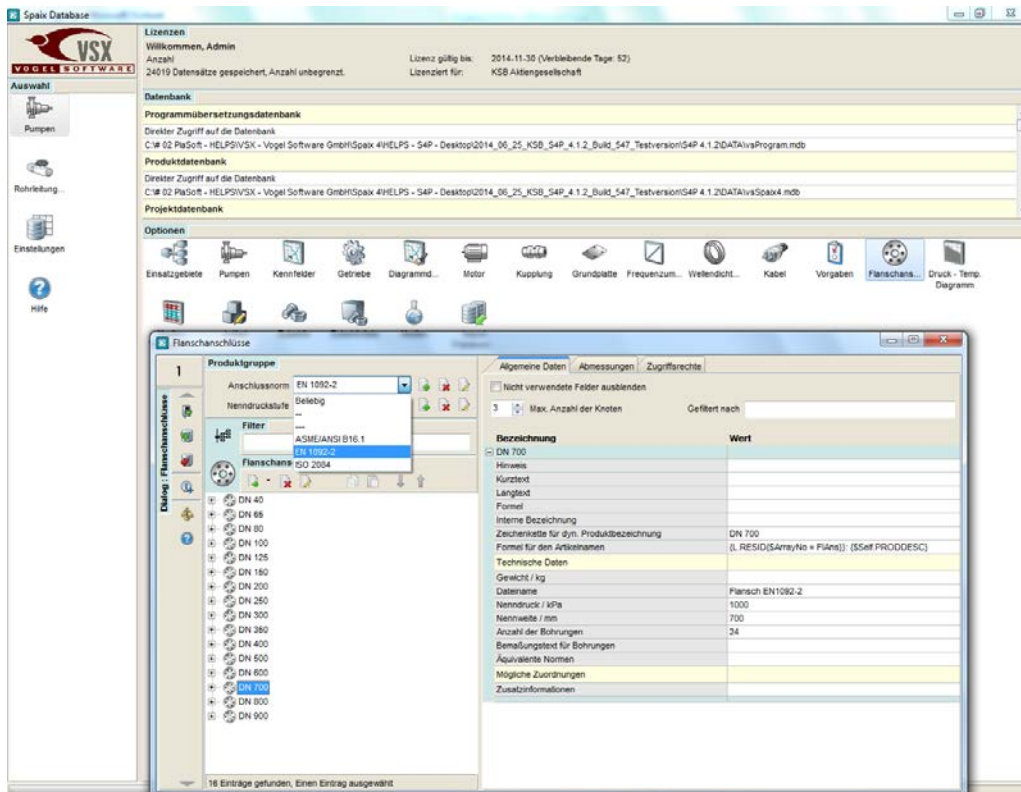 Spaix Database
VSX
VOGEL SOFTWARE
Auswahl
Pumpen
Rohrleitung...
Einstellungen
Hilfe
Lizenzen
Willkommen, Admin
Anzahl
24019 Datensätze gespeichert, Anzahl unbegrenzt.
Lizenz gültig bis: 2014-11-30 (Verbleibende Tage: 52)
Lizenziert für: KSB Aktiengesellschaft
Datenbank
Programmübersetzungsdatenbank
Direkter Zugriff auf die Datenbank
C:\# 02 PlaSoft - HELPS\VSX - Vogel Software GmbH\Spaix 4\HELPS - S4P - Desktop\2014_06_25_KSB_S4P_4.1.2_Build_547_Testversion\S4P 4.1.2\DATA\vsProgram.mdb
Produktdatenbank
Direkter Zugriff auf die Datenbank
C:\# 02 PlaSoft - HELPS\VSX - Vogel Software GmbH\Spaix 4\HELPS - S4P - Desktop\2014_06_25_KSB_S4P_4.1.2_Build_547_Testversion\S4P 4.1.2\DATA\vsSpaix4.mdb
Projektdatenbank
Optionen
Einsatzgebiete Pumpen Kennfelder Getriebe Diagrammd... Motor Kupplung Grundplatte Frequenzum... Wellendicht... Kabel Vorgaben Flanschans... Druck - Temp. Diagramm
Flanschanschlüsse
1
Dialog : Flanschanschlüsse
Produktgruppe
Anschlussnorm EN 1092-2
Nenndruckstufe
Beliebig
--
---
ASME/ANSI B16.1
EN 1092-2
ISO 2084
Filter
Flanschans
DN 40
DN 65
DN 80
DN 100
DN 125
DN 150
DN 200
DN 250
DN 300
DN 350
DN 400
DN 500
DN 600
DN 700
DN 800
DN 900
16 Einträge gefunden, Einen Eintrag ausgewählt
Allgemeine Daten Abmessungen Zugriffsrechte
Nicht verwendete Felder ausblenden
3 Max. Anzahl der Knoten Gefiltert nach
Bezeichnung Wert
DN 700
Hinweis
Kurztext
Langtext
Formel
Interne Bezeichnung
Zeichenkette für dyn. Produktbezeichnung DN 700
Formel für den Artikelnamen {L.RESID($ArrayNo = FlAns)}: {$Self.PRODDESC}
Technische Daten
Gewicht / kg
Dateiname Flansch EN1092-2
Nenndruck / kPa 1000
Nennweite / mm 700
Anzahl der Bohrungen 24
Bemaßungstext für Bohrungen
Äquivalente Normen
Mögliche Zuordnungen
Zusatzinformationen